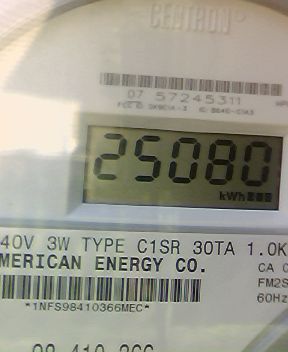 CENTRON®
07 57245311
25080
kWh
40V 3W TYPE C1SR 30TA 1.0K
MERICAN ENERGY CO.
CA 0
FM2S
60Hz
*1NFS98410366MEC*